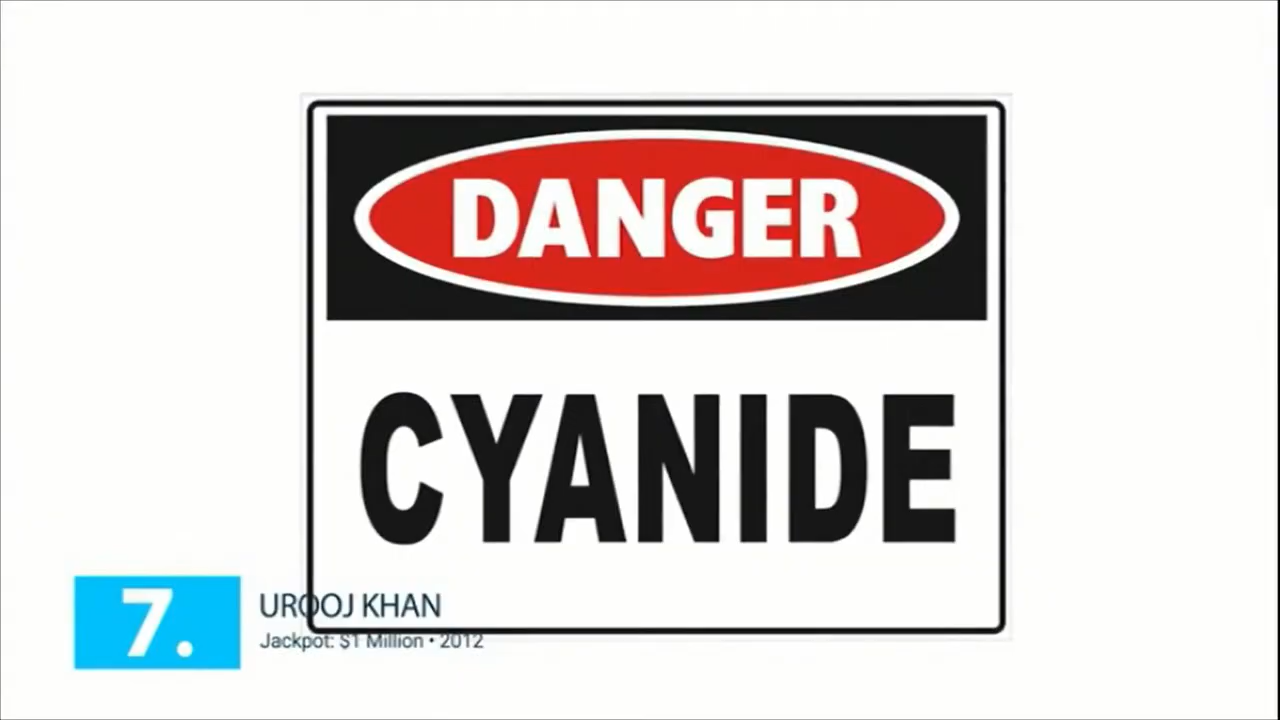 DANGER
CYANIDE
7.
UROOJ KHAN
Jackpot: $1 Million • 2012